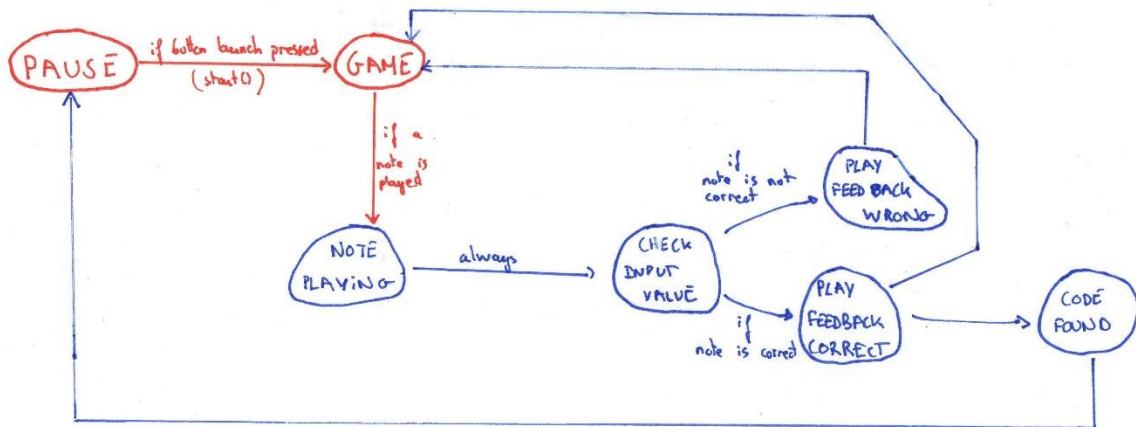 PAUSE
if button launch pressed
(start())
GAME
if a
note is
played
NOTE
PLAYING
always
CHECK
INPUT
VALUE
if
note is not
correct
PLAY
FEEDBACK
WRONG
if
note is correct
PLAY
FEEDBACK
CORRECT
CODE
FOUND